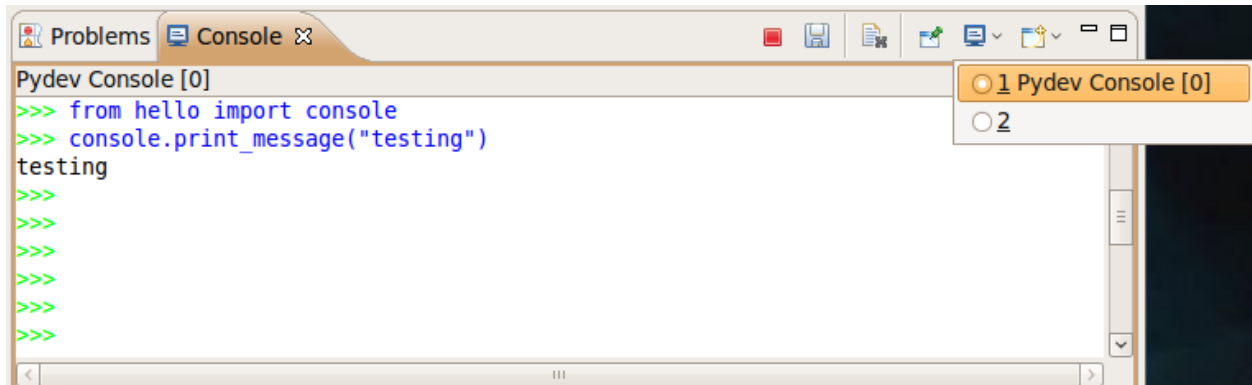 Problems Console
Pydev Console [0]
1 Pydev Console [0]
2
>>> from hello import console
>>> console.print_message("testing")
testing
>>>
>>>
>>>
>>>
>>>
>>>